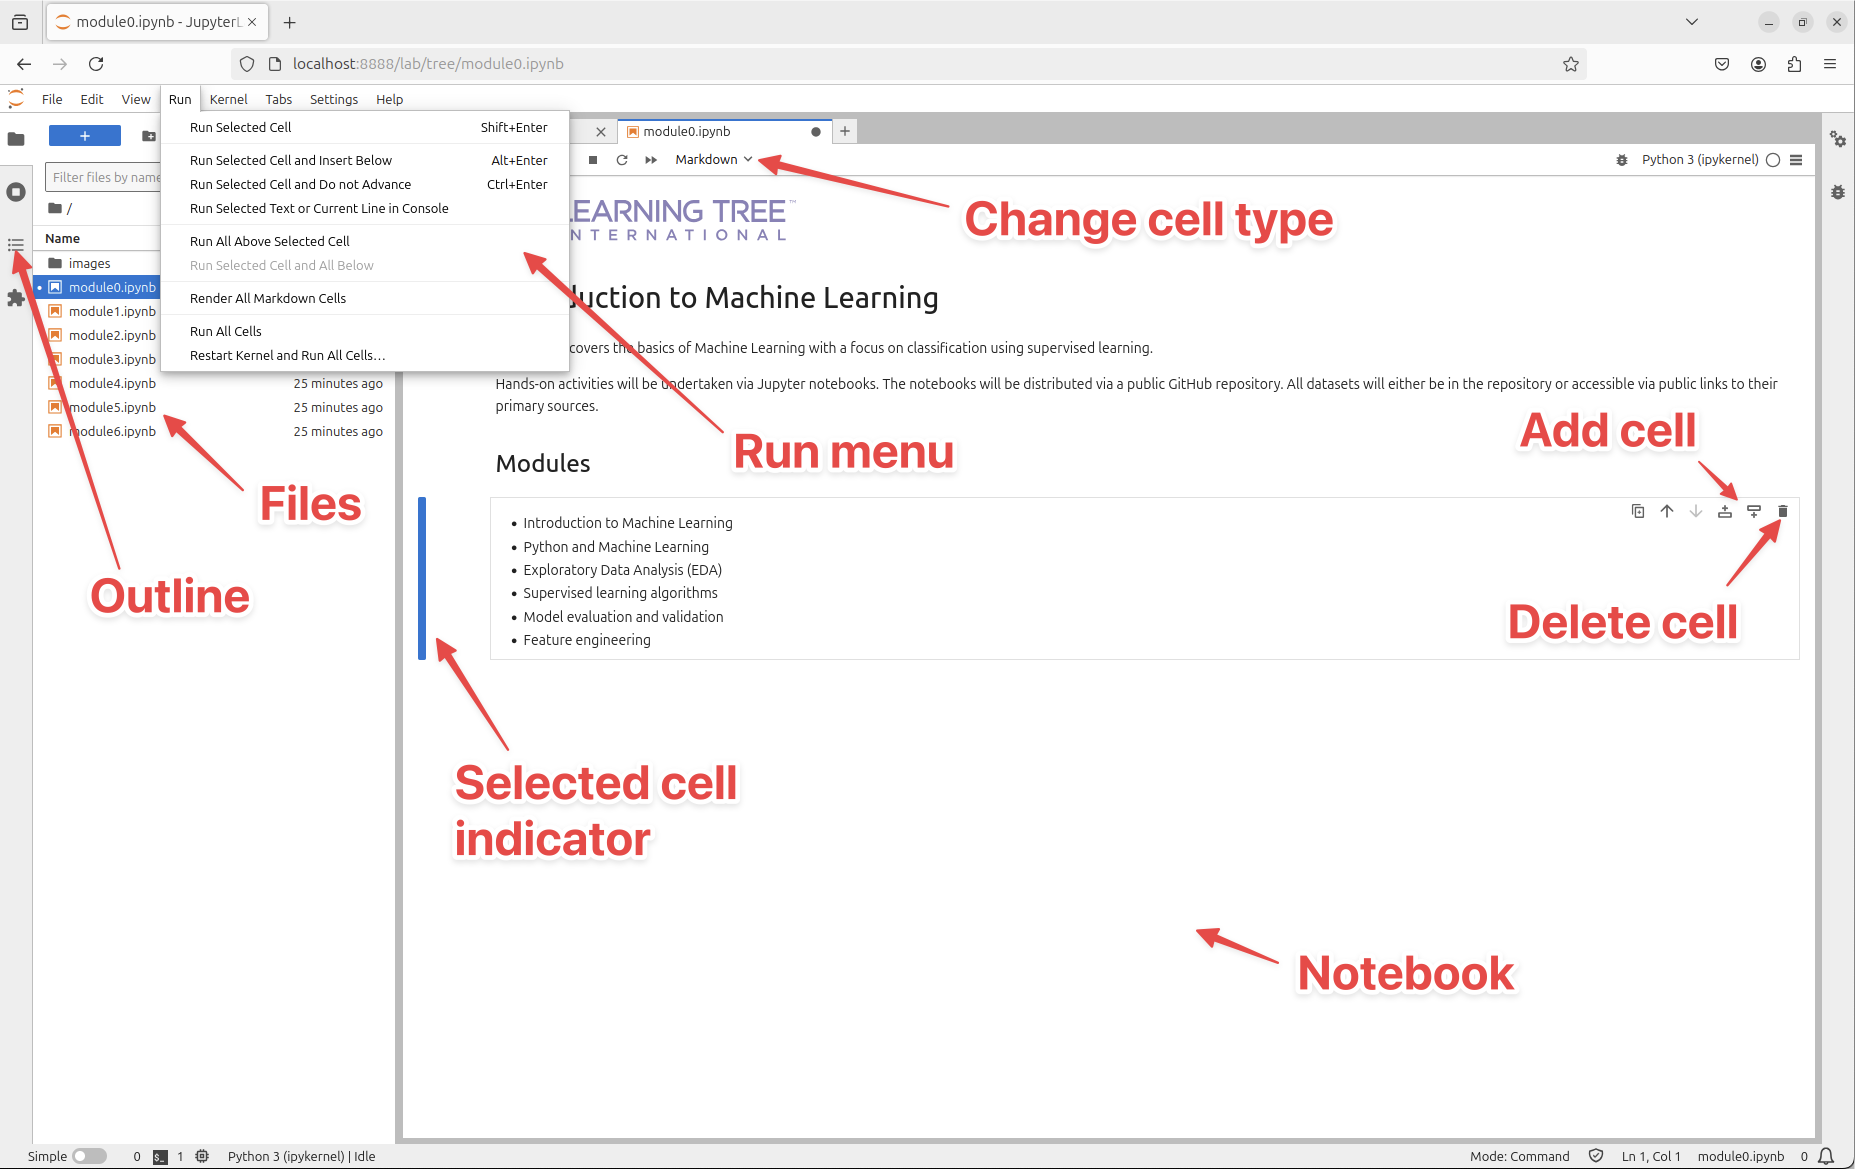 module0.ipynb - JupyterL
localhost:8888/lab/tree/module0.ipynb
File Edit View Run Kernel Tabs Settings Help
Run Selected Cell Shift+Enter
Run Selected Cell and Insert Below Alt+Enter
Run Selected Cell and Do not Advance Ctrl+Enter
Run Selected Text or Current Line in Console
Run All Above Selected Cell
Run Selected Cell and All Below
Render All Markdown Cells
Run All Cells
Restart Kernel and Run All Cells…
Filter files by name
/
Name
images
module0.ipynb
module1.ipynb
module2.ipynb
module3.ipynb
module4.ipynb 25 minutes ago
module5.ipynb 25 minutes ago
module6.ipynb 25 minutes ago
Files
Outline
module0.ipynb
Markdown
Python 3 (ipykernel)
Change cell type
LEARNING TREE™
INTERNATIONAL
duction to Machine Learning
covers the basics of Machine Learning with a focus on classification using supervised learning.
Hands-on activities will be undertaken via Jupyter notebooks. The notebooks will be distributed via a public GitHub repository. All datasets will either be in the repository or accessible via public links to their
primary sources.
Run menu
Add cell
Modules
• Introduction to Machine Learning
• Python and Machine Learning
• Exploratory Data Analysis (EDA)
• Supervised learning algorithms
• Model evaluation and validation
• Feature engineering
Delete cell
Selected cell
indicator
Notebook
Simple 0 $_ 1 Python 3 (ipykernel) | Idle
Mode: Command Ln 1, Col 1 module0.ipynb 0